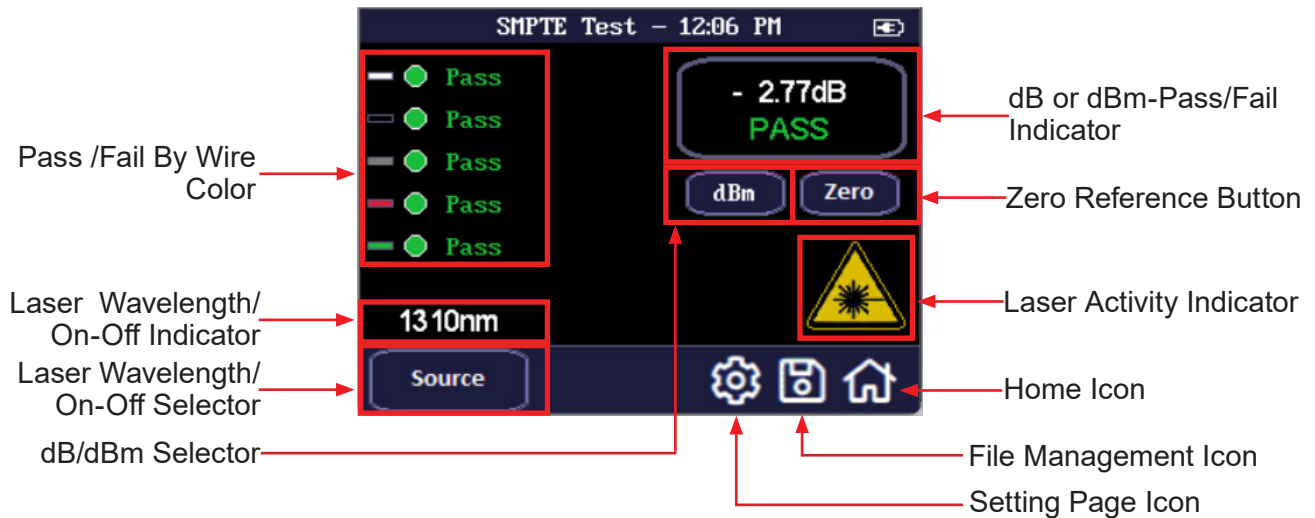 SMPTE Test - 12:06 PM
Pass
Pass
Pass
Pass
Pass
- 2.77dB
PASS
dBm
Zero
1310nm
Source
Pass /Fail By Wire
Color
Laser Wavelength/
On-Off Indicator
Laser Wavelength/
On-Off Selector
dB/dBm Selector
dB or dBm-Pass/Fail
Indicator
Zero Reference Button
Laser Activity Indicator
Home Icon
File Management Icon
Setting Page Icon